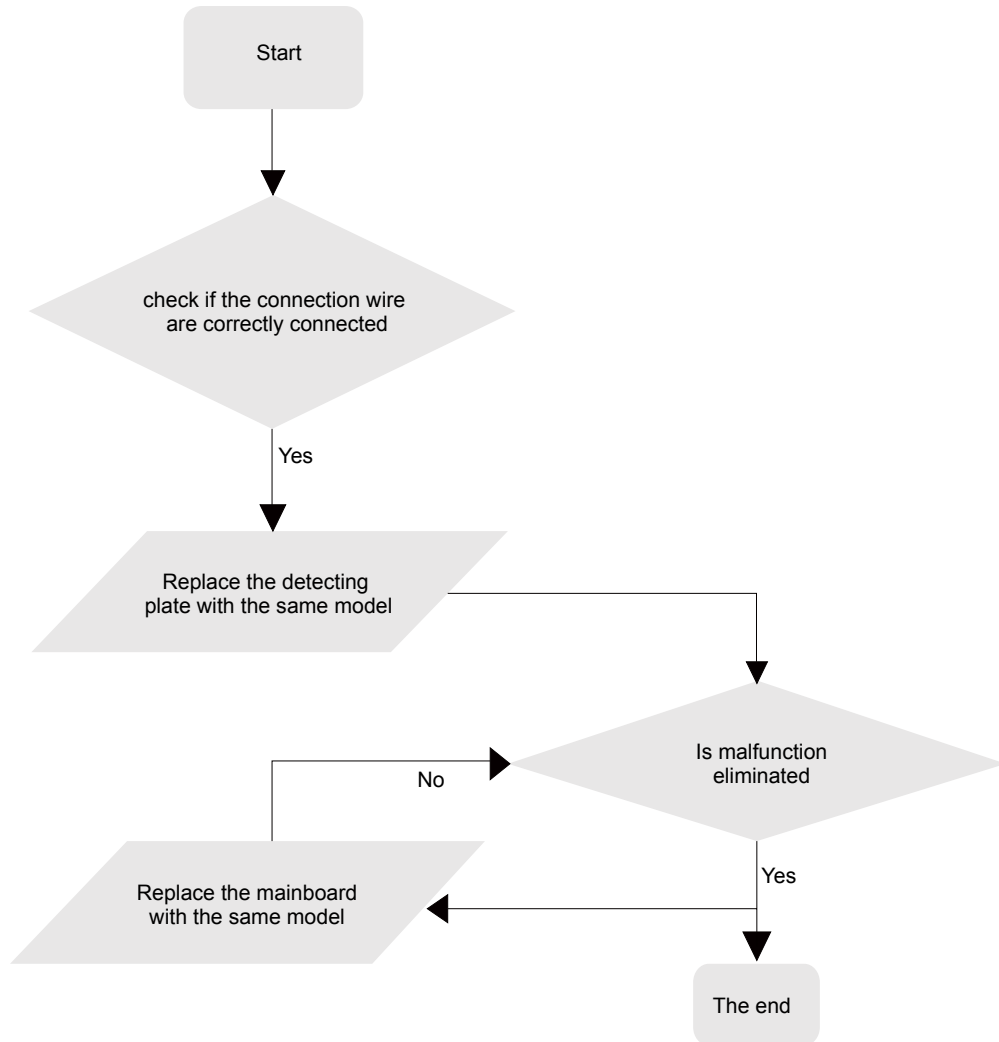 Start
check if the connection wire
are correctly connected
Yes
Replace the detecting
plate with the same model
Is malfunction
eliminated
No
Yes
Replace the mainboard
with the same model
The end